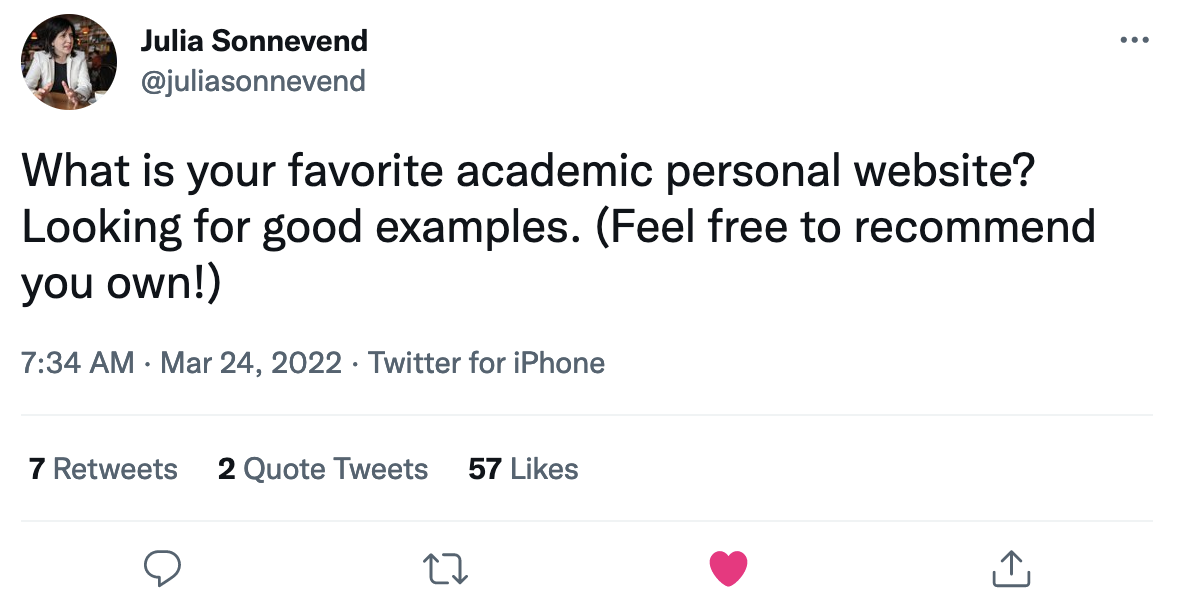 Julia Sonnevend
@juliasonnevend
What is your favorite academic personal website?
Looking for good examples. (Feel free to recommend
you own!)
7:34 AM · Mar 24, 2022 · Twitter for iPhone
7 Retweets 2 Quote Tweets 57 Likes